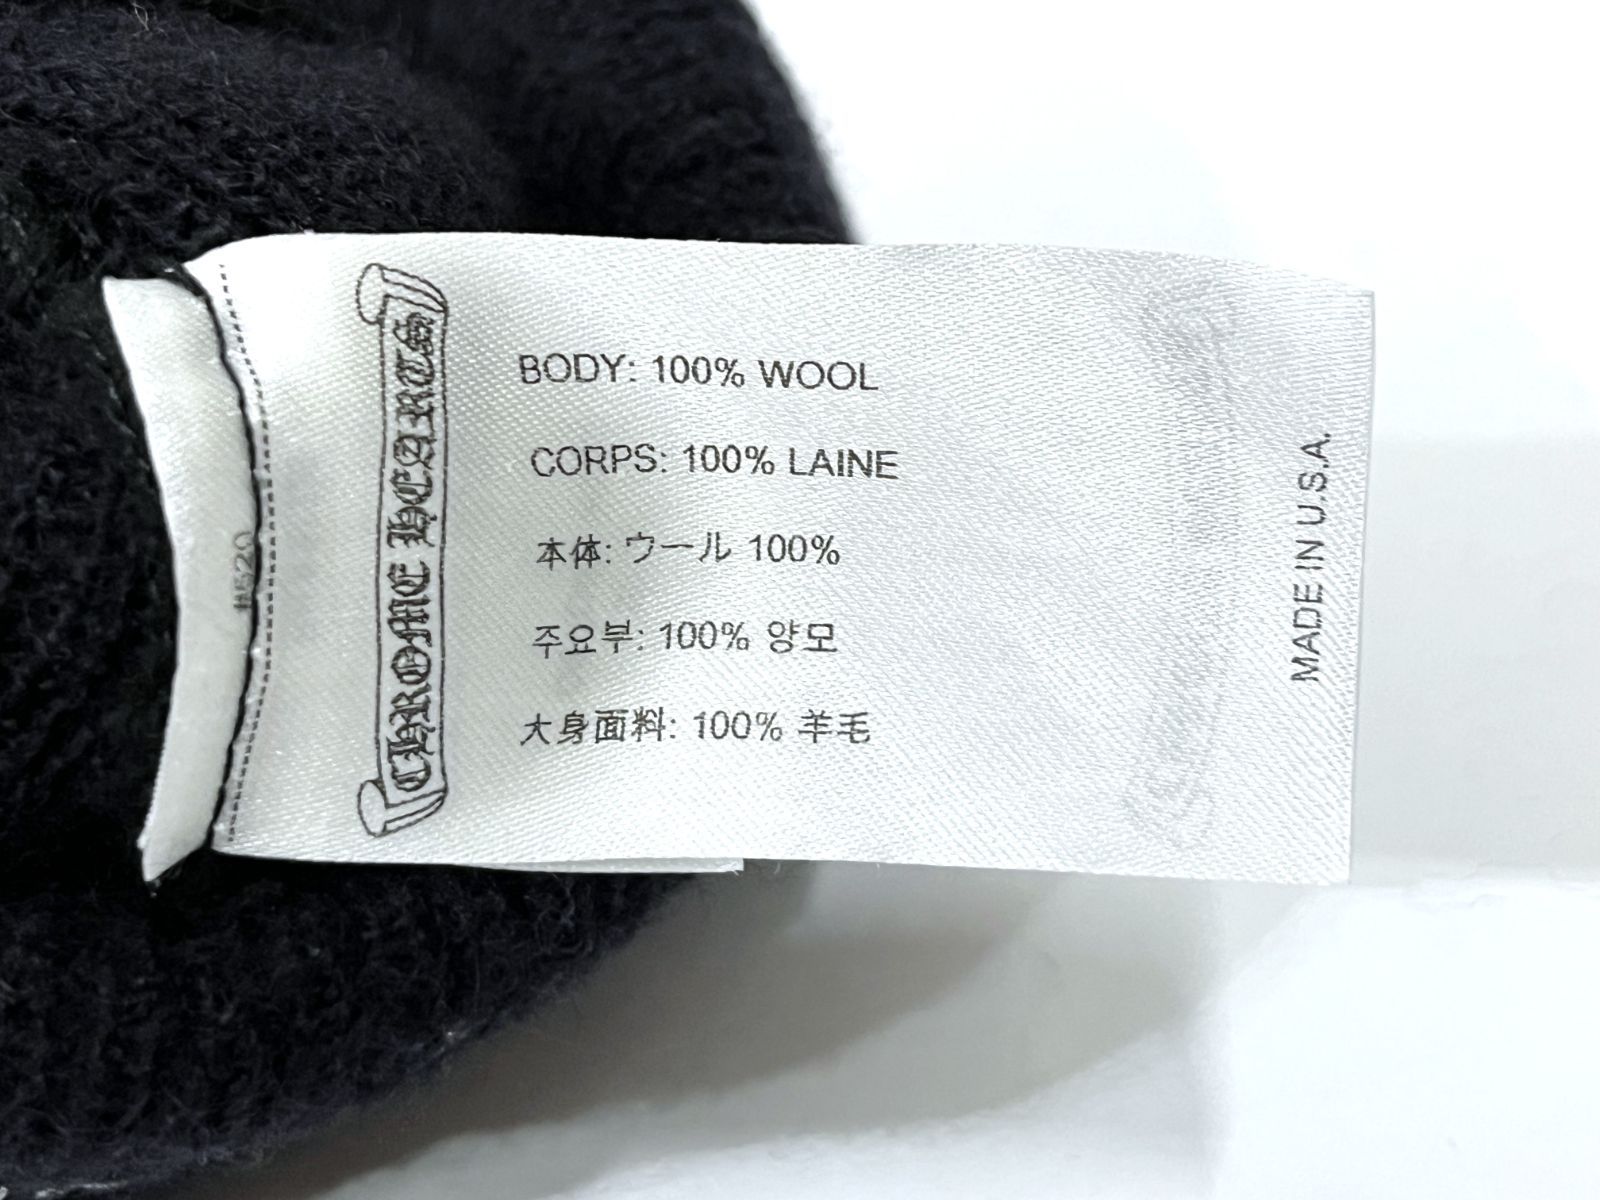 CHROME HEARTS
BODY: 100% WOOL
CORPS: 100% LAINE
本体: ウール 100%
주요부: 100% 양모
大身面料: 100% 羊毛
MADE IN U.S.A.